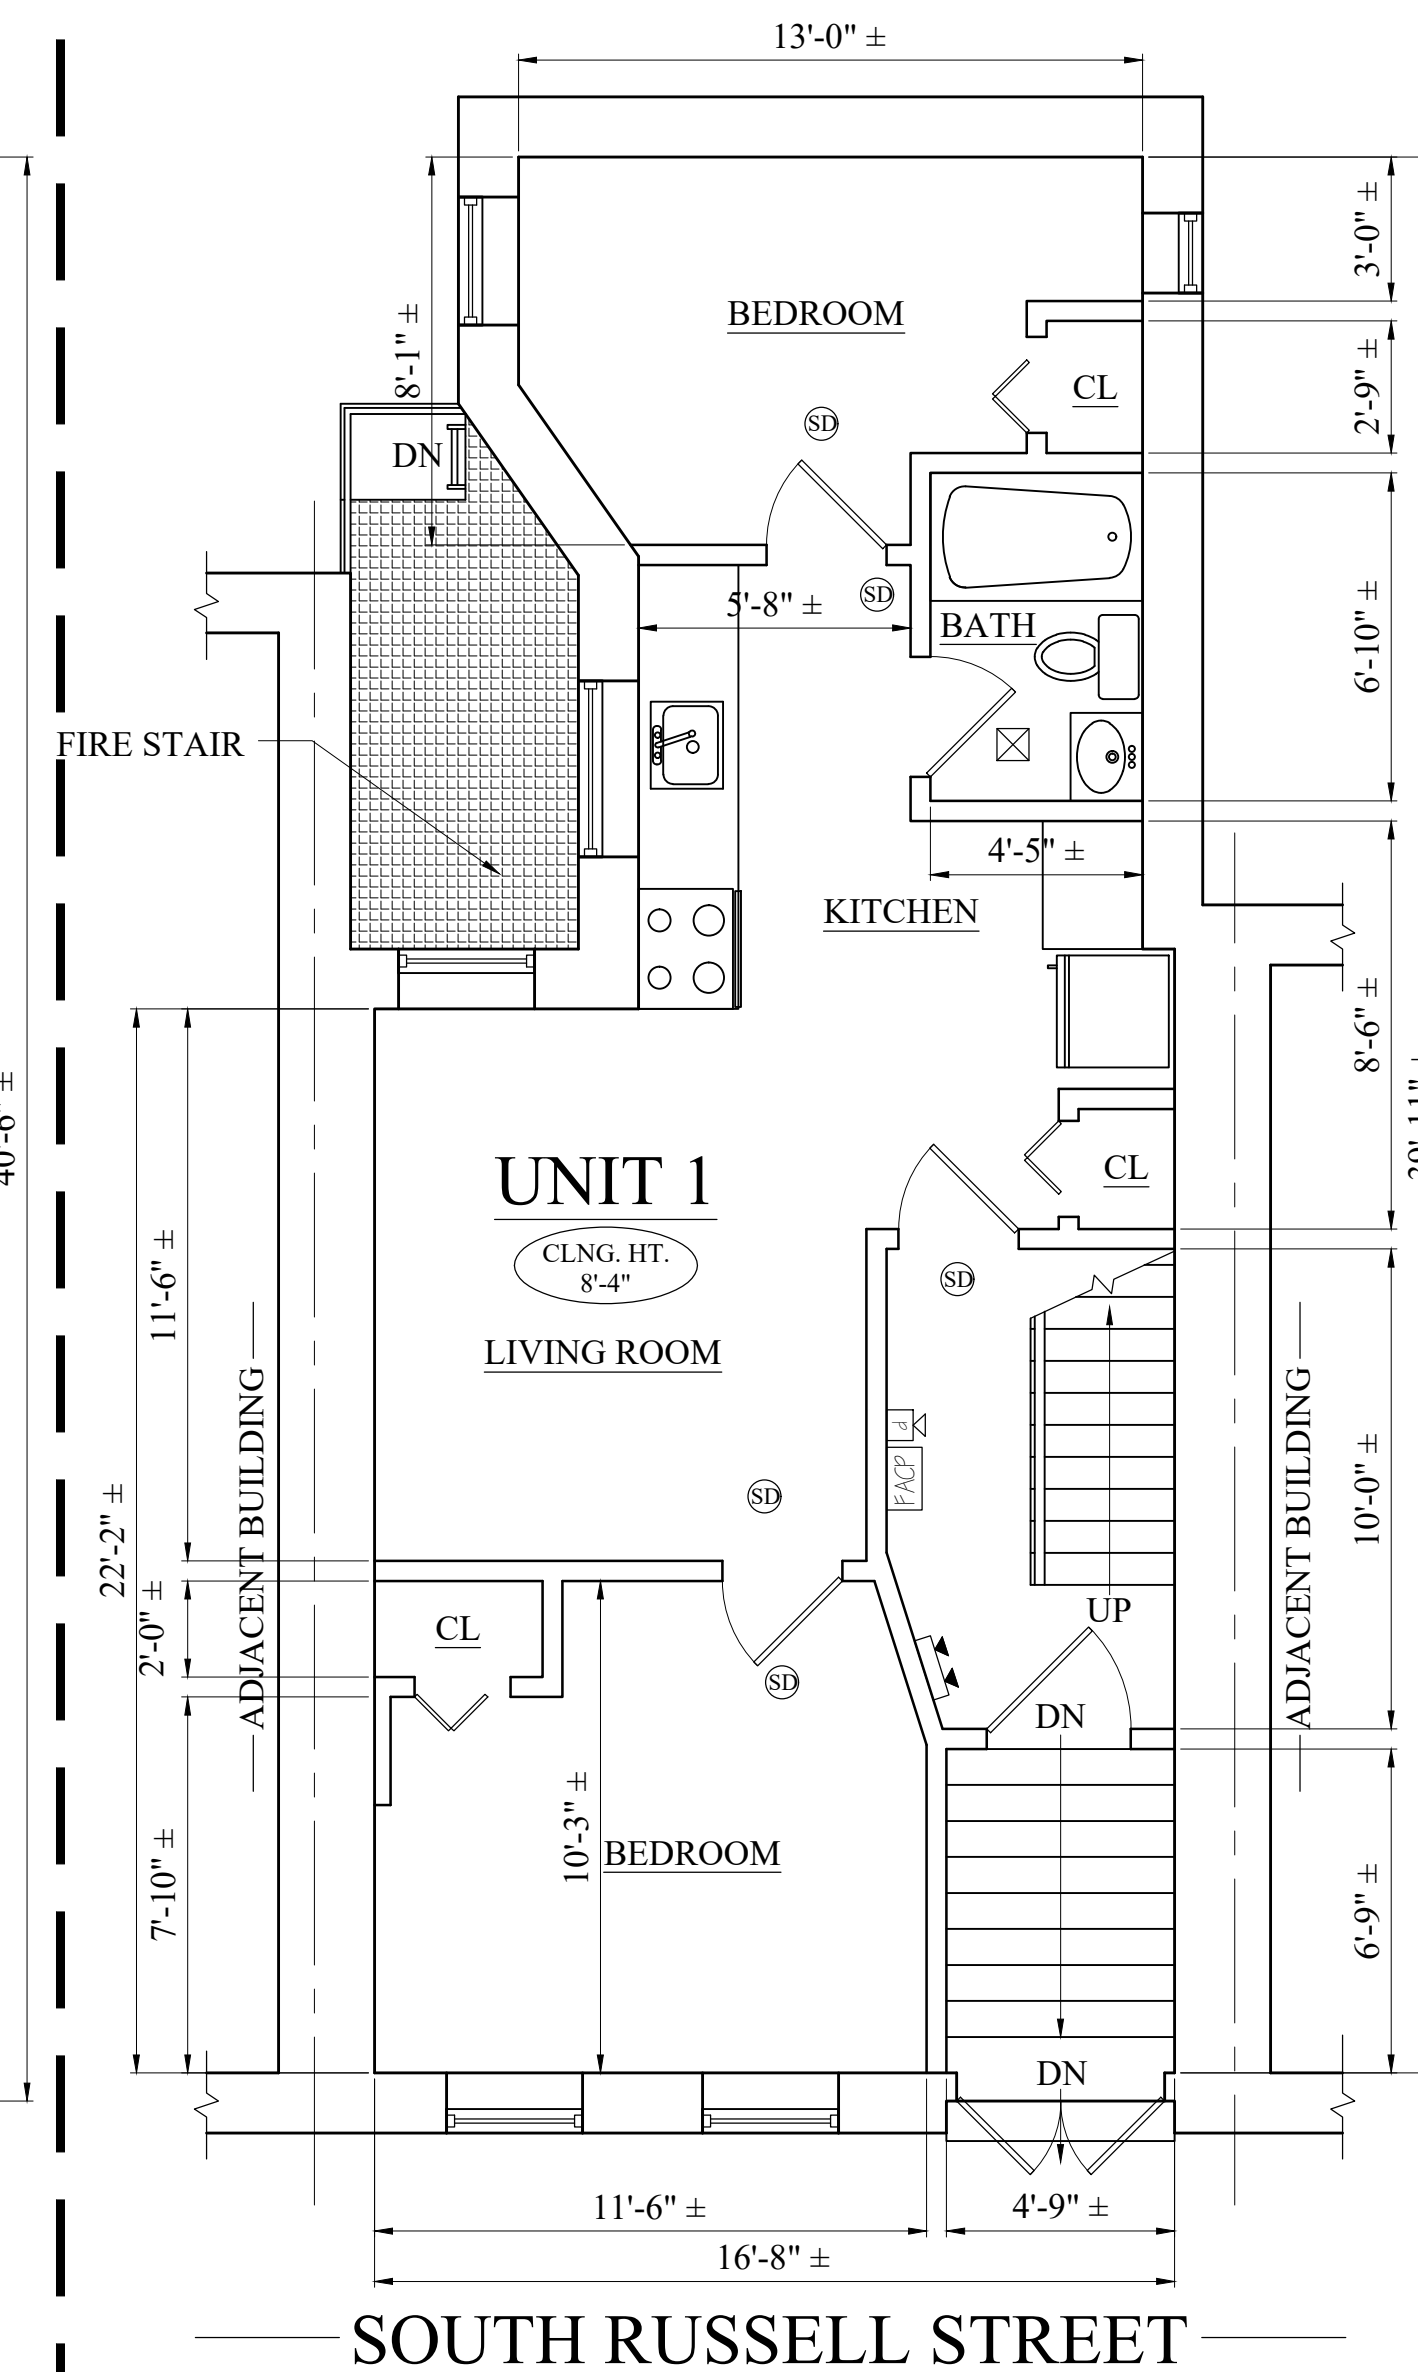 13'-0" ±
3'-0" ±
8'-1" ±
BEDROOM
2'-9" ±
CL
SD
DN
5'-8" ±
SD
BATH
6'-10" ±
FIRE STAIR
4'-5" ±
KITCHEN
8'-6" ±
40'-6" ±
UNIT 1
CL
CLNG. HT.
8'-4"
11'-6" ±
SD
LIVING ROOM
ADJACENT BUILDING
ADJACENT BUILDING
d
FACP
10'-0" ±
22'-2" ±
SD
2'-0" ±
CL
UP
SD
DN
10'-3" ±
BEDROOM
7'-10" ±
6'-9" ±
DN
11'-6" ±
4'-9" ±
16'-8" ±
SOUTH RUSSELL STREET